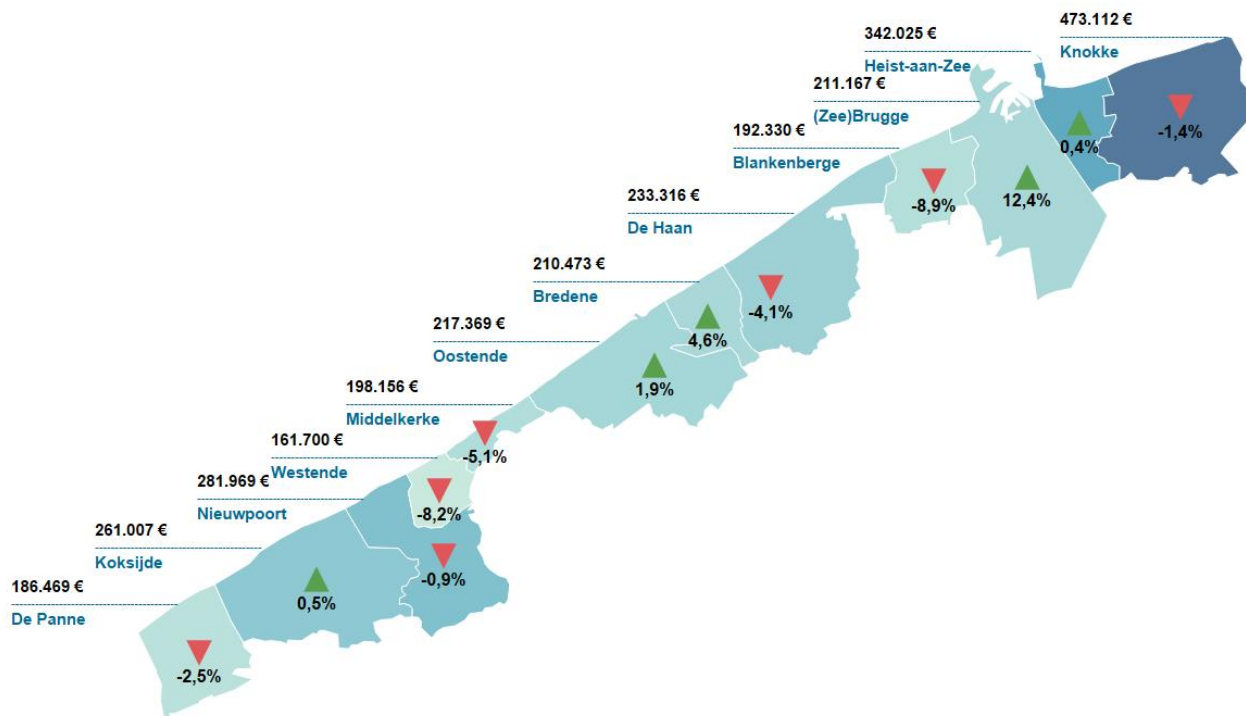 473.112 €
Knokke
342.025 €
Heist-aan-Zee
211.167 €
(Zee)Brugge
192.330 €
Blankenberge
233.316 €
De Haan
210.473 €
Bredene
217.369 €
Oostende
198.156 €
Middelkerke
161.700 €
Westende
281.969 €
Nieuwpoort
261.007 €
Koksijde
186.469 €
De Panne
-1,4%
0,4%
12,4%
-8,9%
-4,1%
4,6%
1,9%
-5,1%
-8,2%
-0,9%
0,5%
-2,5%